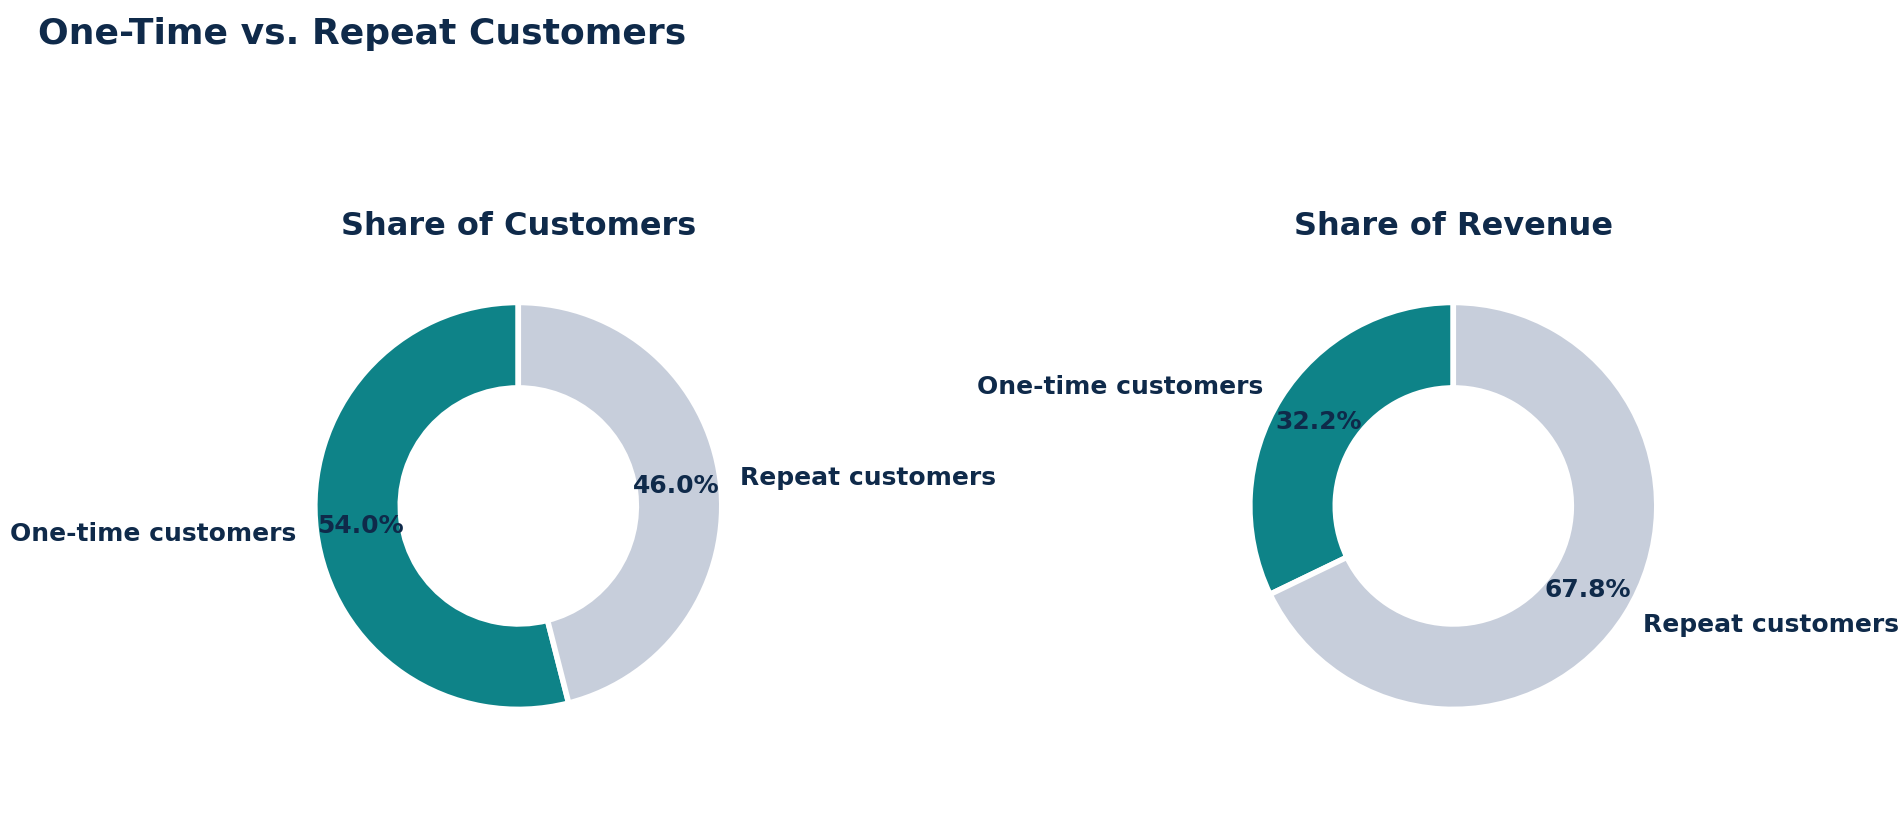 One-Time vs. Repeat Customers
Share of Customers
One-time customers
54.0%
46.0%
Repeat customers
Share of Revenue
One-time customers
32.2%
67.8%
Repeat customers